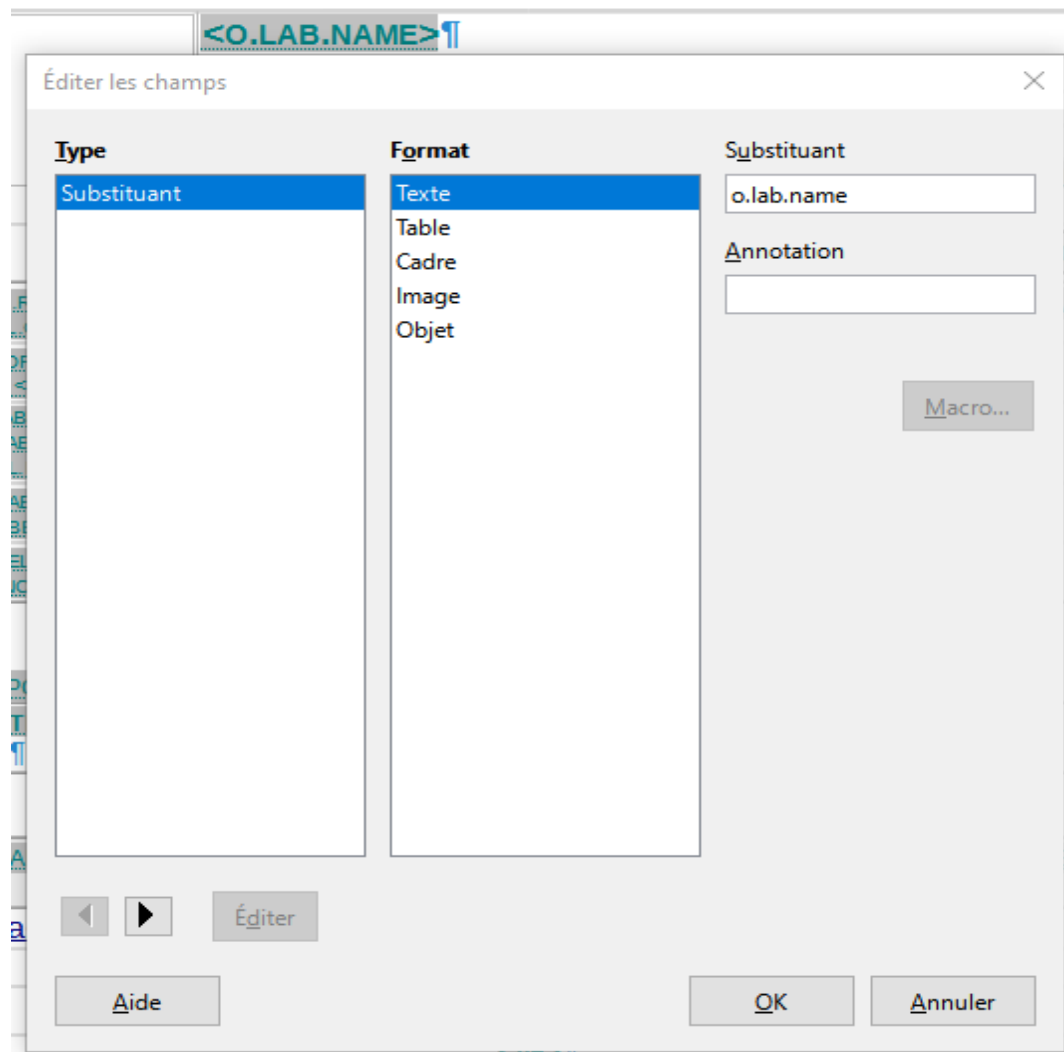 <O.LAB.NAME>¶
Éditer les champs
Type
Format
Substituant
Substituant
Texte
Table
Cadre
Image
Objet
o.lab.name
Annotation
Macro...
Éditer
Aide
OK
Annuler